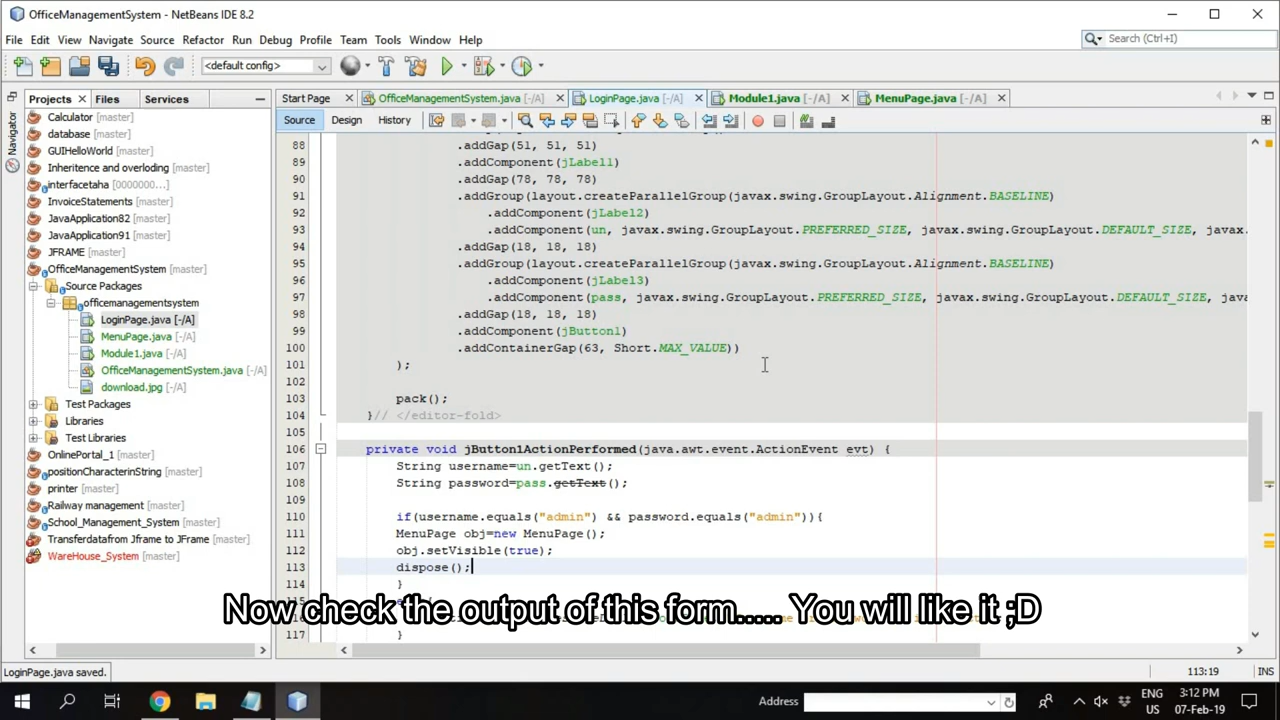 OfficeManagementSystem - NetBeans IDE 8.2
File Edit View Navigate Source Refactor Run Debug Profile Team Tools Window Help
Search (Ctrl+I)
<default config>
Projects Files Services
Start Page OfficeManagementSystem.java [-/A] LoginPage.java [-/A] Module1.java [-/A] MenuPage.java [-/A]
Source Design History
Navigator
Calculator
database [master]
GUIHelloWorld [master]
Inheritence and overloding [master]
interfacetaha [0000000...]
InvoiceStatements [master]
JavaApplication82 [master]
JavaApplication91 [master]
JFRAME [master]
OfficeManagementSystem [master]
Source Packages
officemanagementsystem
LoginPage.java [-/A]
MenuPage.java [-/A]
Module1.java [-/A]
OfficeManagementSystem.java [-/A]
download.jpg [-/A]
Test Packages
Libraries
Test Libraries
OnlinePortal_1 [master]
positionCharacterinString [master]
printer [master]
Railway management [master]
School_Management_System [master]
Transferdatafrom Jframe to JFrame [master]
WareHouse_System [master]
88 .addGap(51, 51, 51)
89 .addComponent(jLabel1)
90 .addGap(78, 78, 78)
91 .addGroup(layout.createParallelGroup(javax.swing.GroupLayout.Alignment.BASELINE)
92 .addComponent(jLabel2)
93 .addComponent(un, javax.swing.GroupLayout.PREFERRED_SIZE, javax.swing.GroupLayout.DEFAULT_SIZE, javax.
94 .addGap(18, 18, 18)
95 .addGroup(layout.createParallelGroup(javax.swing.GroupLayout.Alignment.BASELINE)
96 .addComponent(jLabel3)
97 .addComponent(pass, javax.swing.GroupLayout.PREFERRED_SIZE, javax.swing.GroupLayout.DEFAULT_SIZE, java
98 .addGap(18, 18, 18)
99 .addComponent(jButton1)
100 .addContainerGap(63, Short.MAX_VALUE))
101 );
102
103 pack();
104 }// </editor-fold>
105
106 private void jButton1ActionPerformed(java.awt.event.ActionEvent evt) {
107 String username=un.getText();
108 String password=pass.getText();
109
110 if(username.equals("admin") && password.equals("admin")){
111 MenuPage obj=new MenuPage();
112 obj.setVisible(true);
113 dispose();
114 }
115
117 }
Now check the output of this form..... You will like it ;D
LoginPage.java saved.
113:19 INS
Address
ENG
US
3:12 PM
07-Feb-19